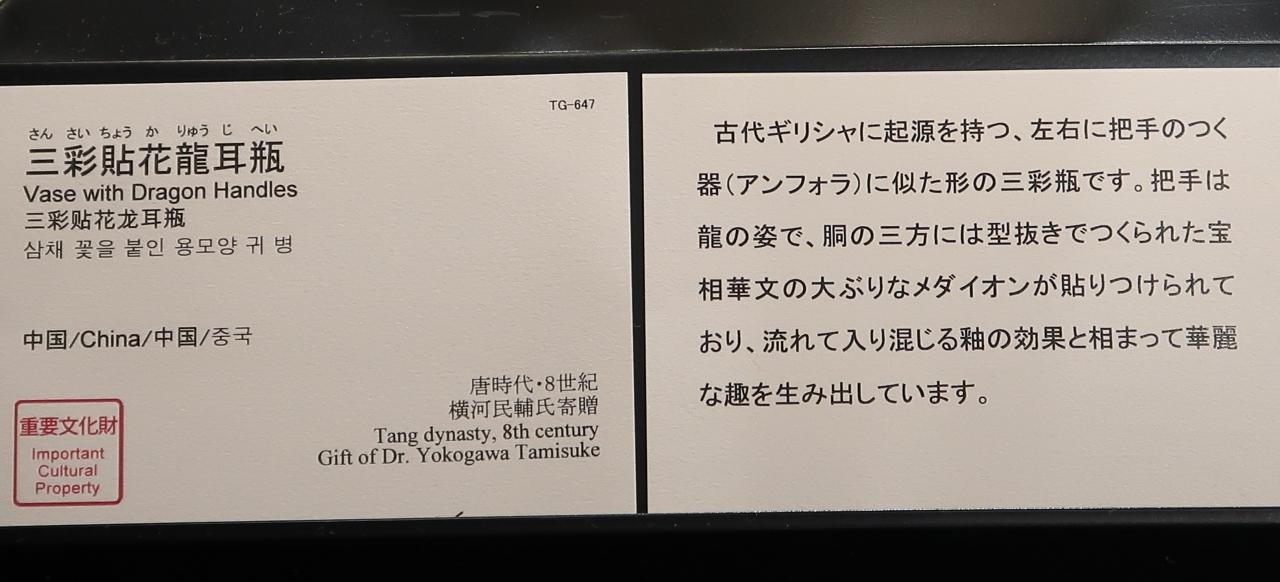 TG-647
さん さい ちょう か りゅう じ へい
三彩貼花龍耳瓶
Vase with Dragon Handles
三彩贴花龙耳瓶
삼채 꽃을 붙인 용모양 귀 병
中国/China/中国/중국
唐時代・8世紀
横河民輔氏寄贈
Tang dynasty, 8th century
Gift of Dr. Yokogawa Tamisuke
重要文化財
Important
Cultural
Property
古代ギリシャに起源を持つ、左右に把手のつく
器（アンフォラ）に似た形の三彩瓶です。把手は
龍の姿で、胴の三方には型抜きでつくられた宝
相華文の大ぶりなメダイオンが貼りつけられて
おり、流れて入り混じる釉の効果と相まって華麗
な趣を生み出しています。